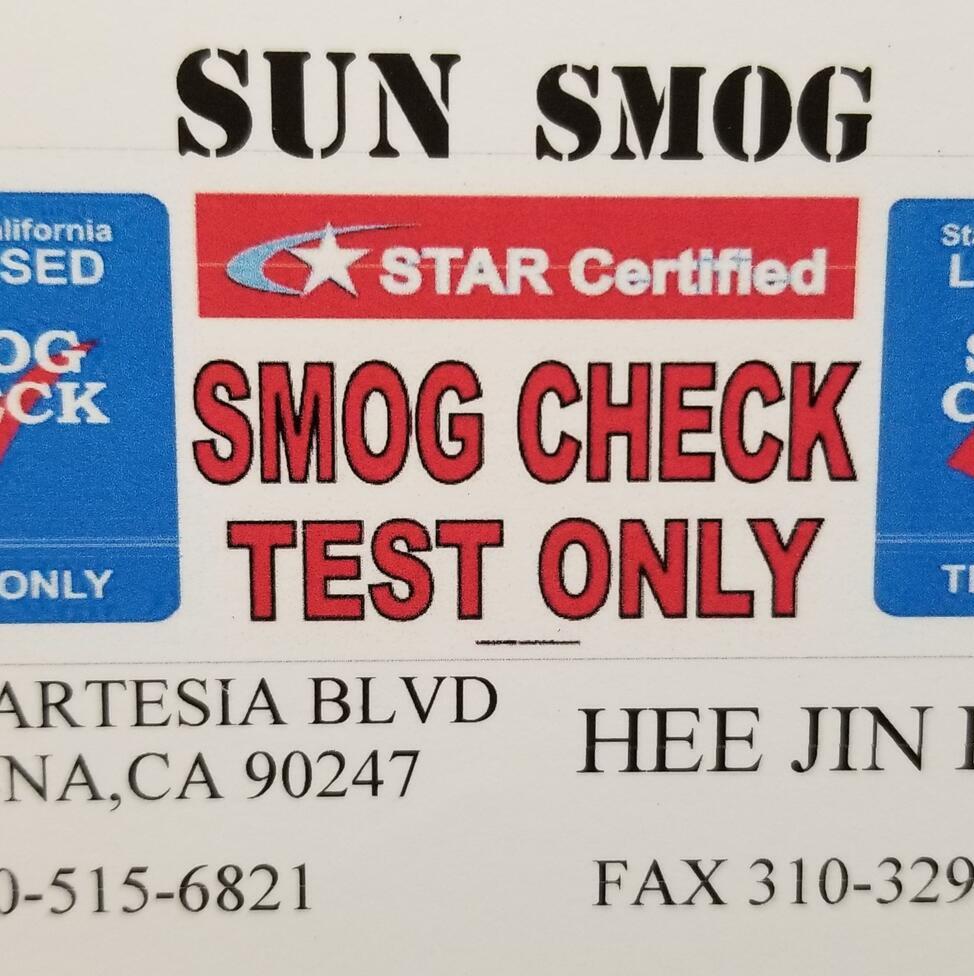 SUN SMOG
lifornia
SED
STAR Certified
OG
CK
SMOG CHECK
TEST ONLY
ONLY
ARTESIA BLVD
NA,CA 90247
HEE JIN
0-515-6821
FAX 310-329